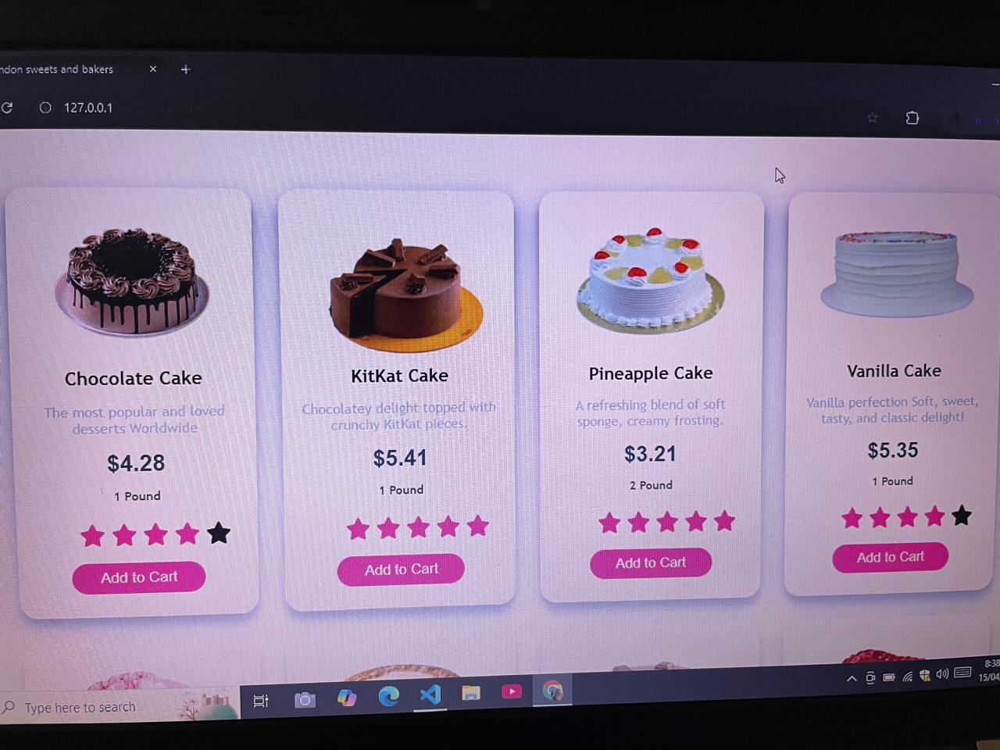 ndon sweets and bakers
127.0.0.1
Chocolate Cake
The most popular and loved
desserts Worldwide
$4.28
1 Pound
Add to Cart
KitKat Cake
Chocolatey delight topped with
crunchy KitKat pieces.
$5.41
1 Pound
Add to Cart
Pineapple Cake
A refreshing blend of soft
sponge, creamy frosting.
$3.21
2 Pound
Add to Cart
Vanilla Cake
Vanilla perfection Soft, sweet,
tasty, and classic delight!
$5.35
1 Pound
Add to Cart
Type here to search
8:38
15/04